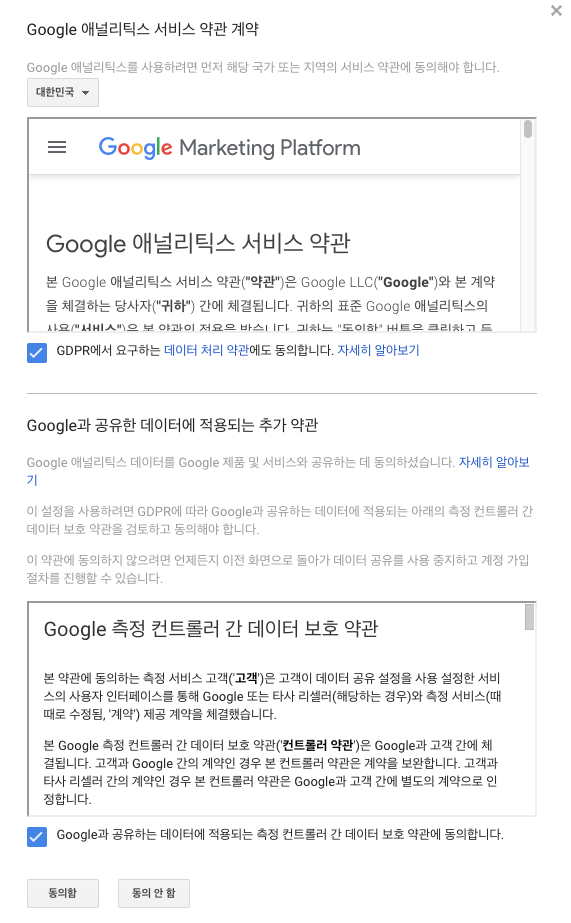 Google 애널리틱스 서비스 약관 계약
Google 애널리틱스를 사용하려면 먼저 해당 국가 또는 지역의 서비스 약관에 동의해야 합니다.
대한민국
Google Marketing Platform
Google 애널리틱스 서비스 약관
본 Google 애널리틱스 서비스 약관("약관")은 Google LLC("Google")와 본 계약
을 체결하는 당사자("귀하") 간에 체결됩니다. 귀하의 표준 Google 애널리틱스의
사용("서비스")은 본 약관의 적용을 받습니다. 귀하는 "동의함" 버튼을 클릭하고 등
GDPR에서 요구하는 데이터 처리 약관에도 동의합니다. 자세히 알아보기
Google과 공유한 데이터에 적용되는 추가 약관
Google 애널리틱스 데이터를 Google 제품 및 서비스와 공유하는 데 동의하셨습니다. 자세히 알아보
기
이 설정을 사용하려면 GDPR에 따라 Google과 공유하는 데이터에 적용되는 아래의 측정 컨트롤러 간
데이터 보호 약관을 검토하고 동의해야 합니다.
이 약관에 동의하지 않으려면 언제든지 이전 화면으로 돌아가 데이터 공유를 사용 중지하고 계정 가입
절차를 진행할 수 있습니다.
Google 측정 컨트롤러 간 데이터 보호 약관
본 약관에 동의하는 측정 서비스 고객('고객')은 고객이 데이터 공유 설정을 사용 설정한 서비
스의 사용자 인터페이스를 통해 Google 또는 타사 리셀러(해당하는 경우)와 측정 서비스(때
때로 수정됨, '계약') 제공 계약을 체결했습니다.
본 Google 측정 컨트롤러 간 데이터 보호 약관('컨트롤러 약관')은 Google과 고객 간에 체
결됩니다. 고객과 Google 간의 계약인 경우 본 컨트롤러 약관은 계약을 보완합니다. 고객과
타사 리셀러 간의 계약인 경우 본 컨트롤러 약관은 Google과 고객 간에 별도의 계약으로 인
정합니다.
Google과 공유하는 데이터에 적용되는 측정 컨트롤러 간 데이터 보호 약관에 동의합니다.
동의함
동의 안 함